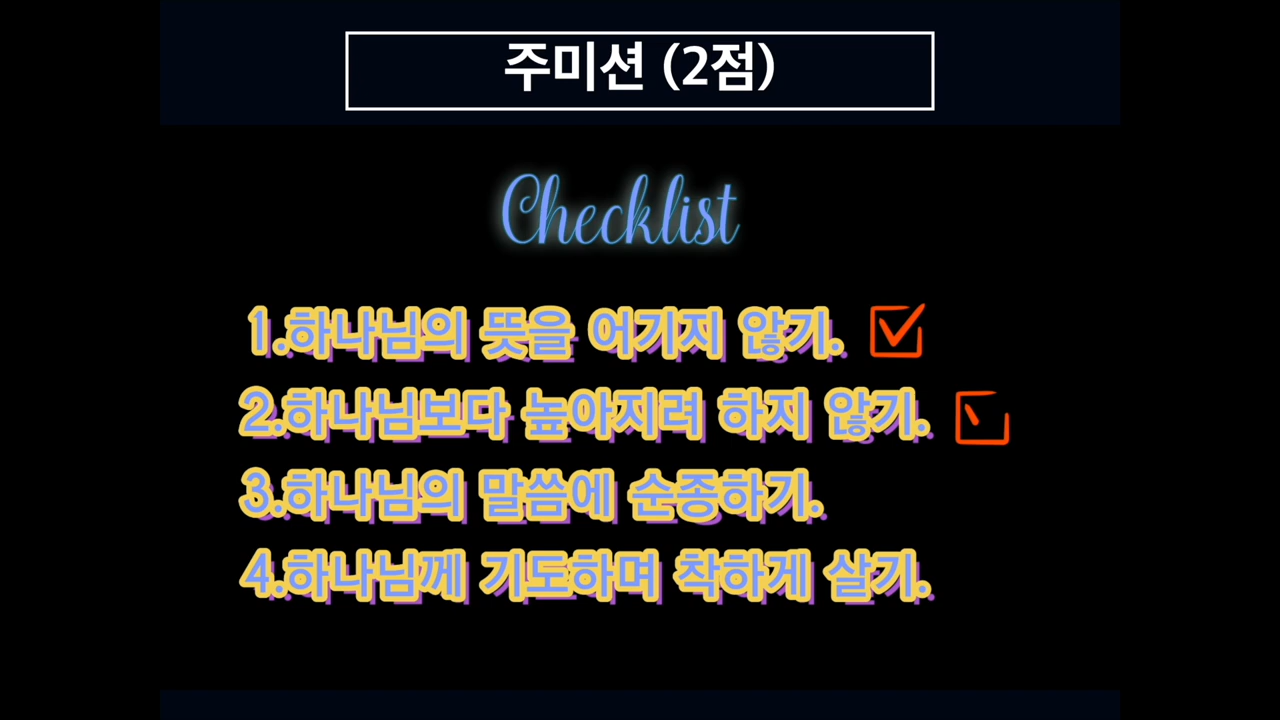 주미션 (2점)
Checklist
1.하나님의 뜻을 어기지 않기.
2.하나님보다 높아지려 하지 않기.
3.하나님의 말씀에 순종하기.
4.하나님께 기도하며 착하게 살기.